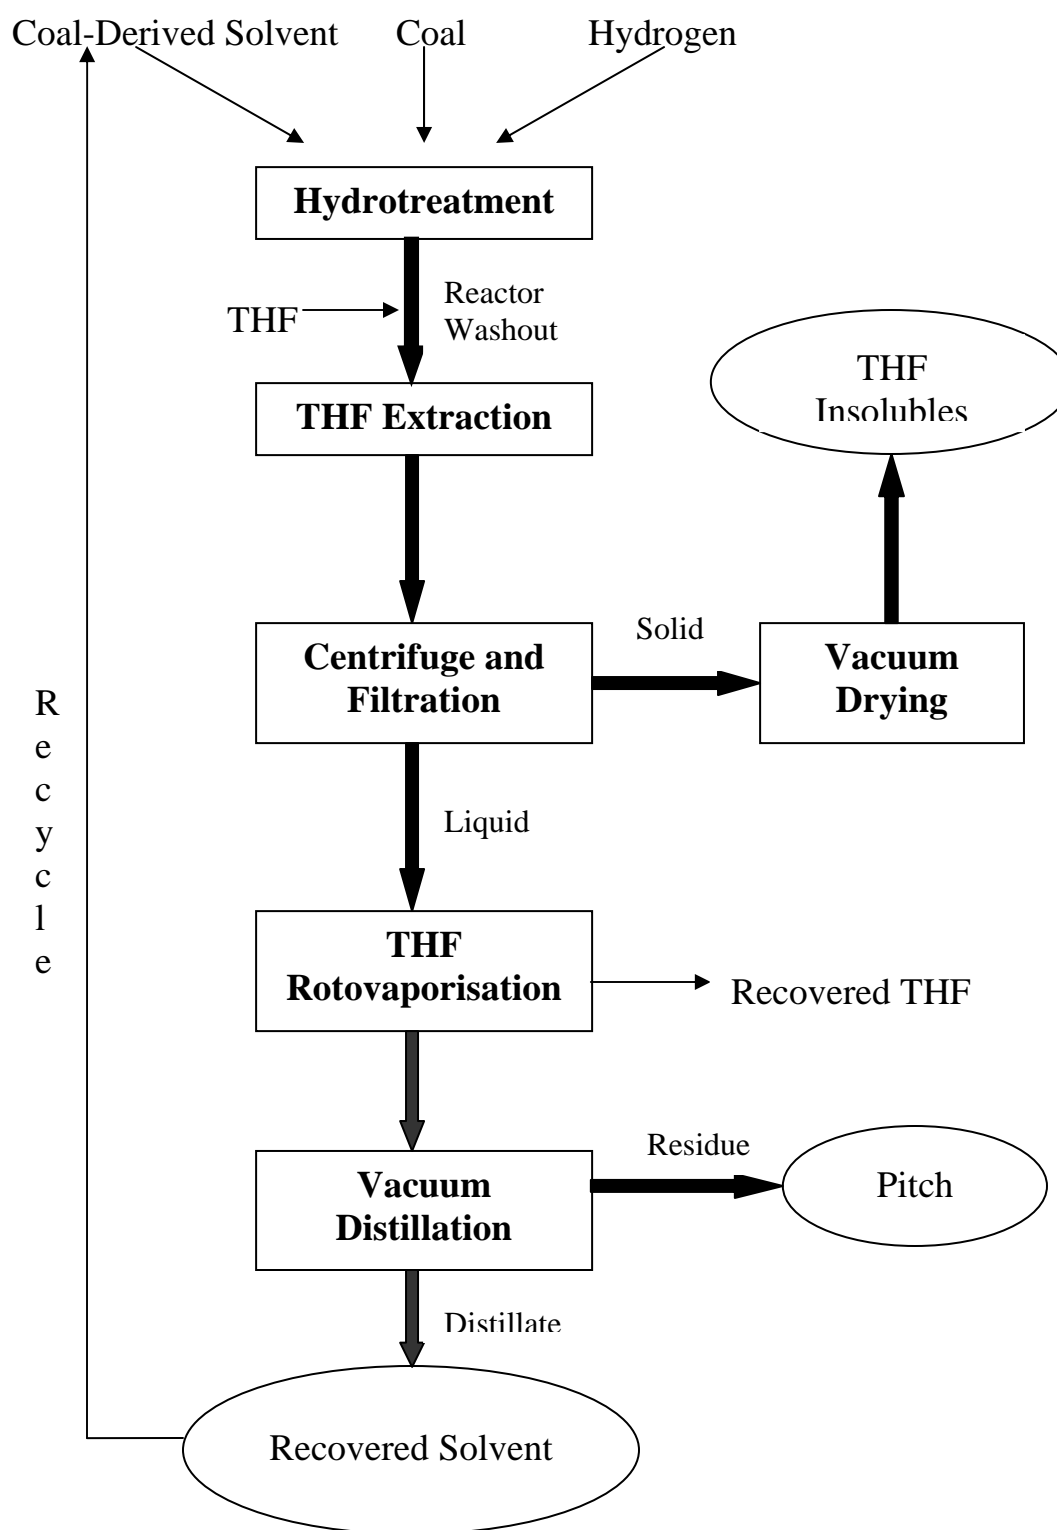 Coal-Derived Solvent Coal Hydrogen
Hydrotreatment
Reactor
Washout
THF
THF
Insolubles
THF Extraction
Solid
Centrifuge and
Filtration
Vacuum
Drying
Recycle
Liquid
THF
Rotovaporisation
Recovered THF
Residue
Vacuum
Distillation
Pitch
Distillate
Recovered Solvent